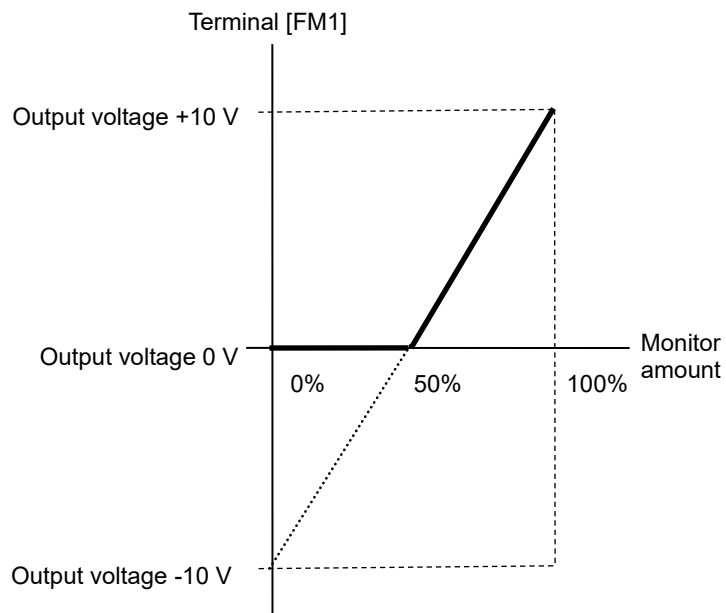 Terminal [FM1]
Output voltage +10 V
Output voltage 0 V
Monitor
amount
0%
50%
100%
Output voltage -10 V